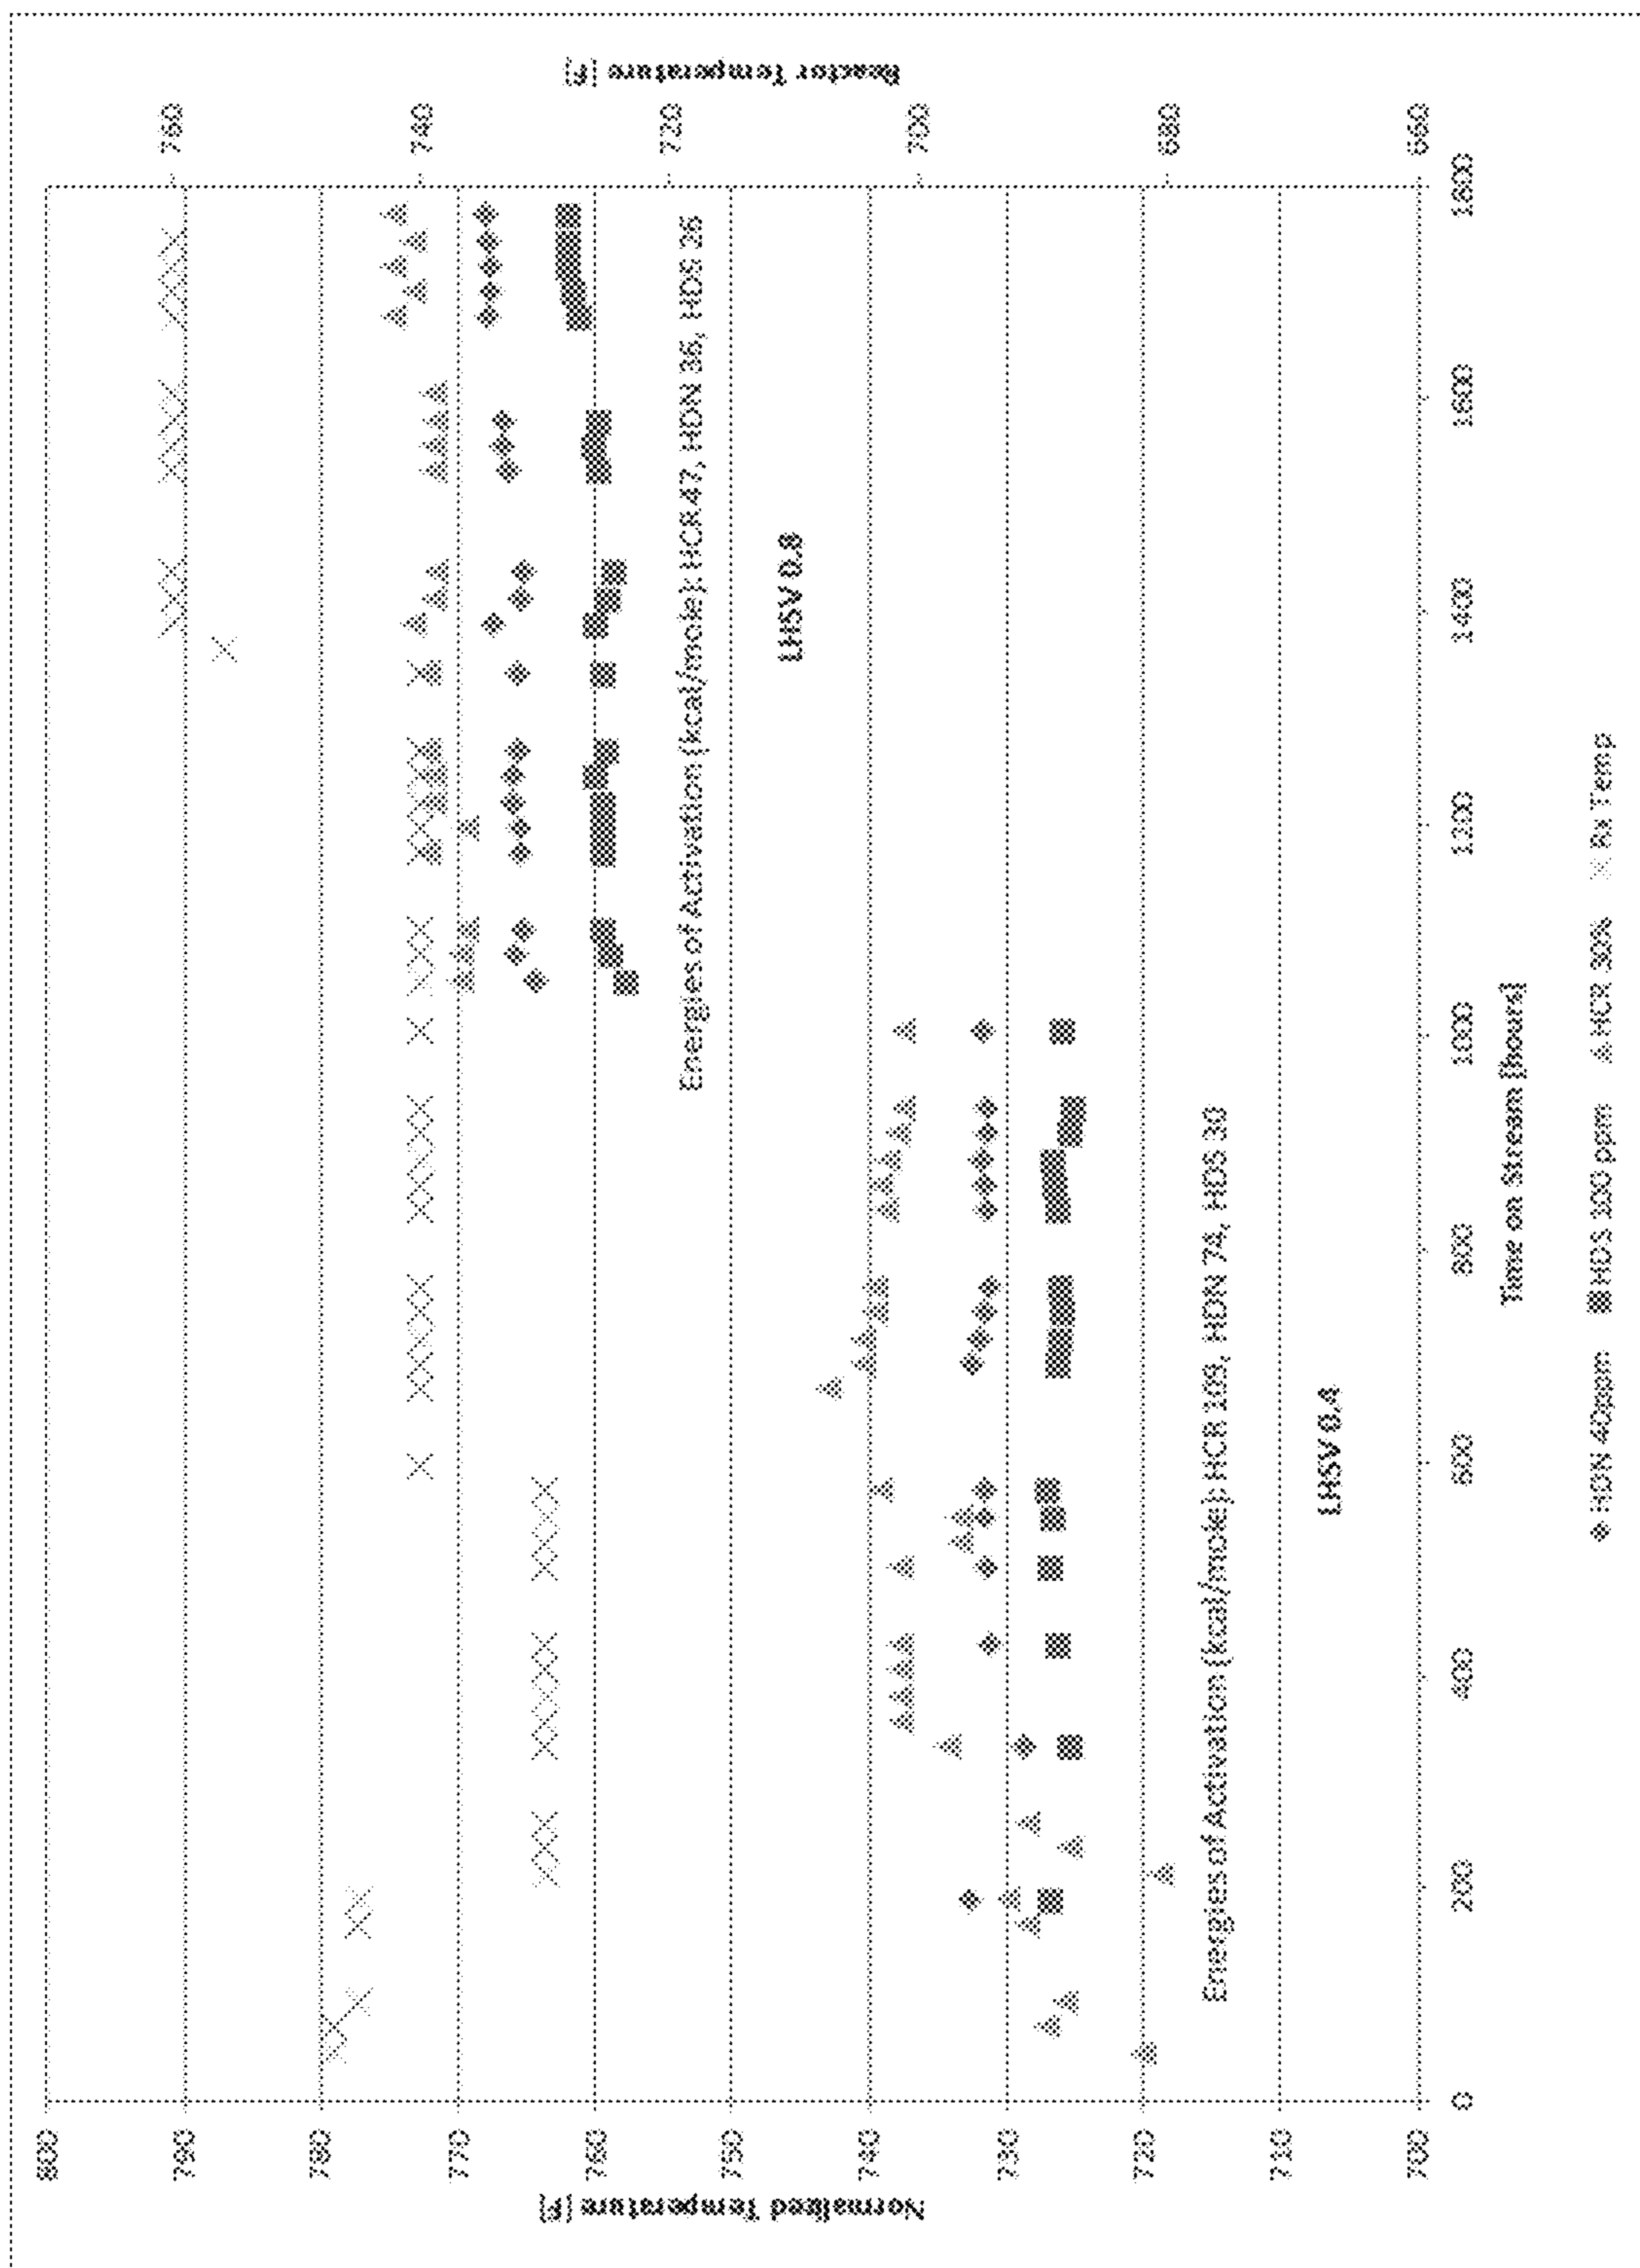 800
790
780
770
760
750
740
730
720
710
700
Normalized Temperature [F]
760
740
720
700
680
660
Reactor Temperature [F]
Energies of Activation (kcal/mole): HCR 47, HDN 36, HDS 26
LHSV 0.8
Energies of Activation (kcal/mole): HCR HDN 74, HDS 30
LHSV 0.4
0 200 400 600 800 1000 1200 1400 1600 1800
Time on Stream [hours]
HDN 40ppm HDS 100 ppm HCR 30% Rx Temp